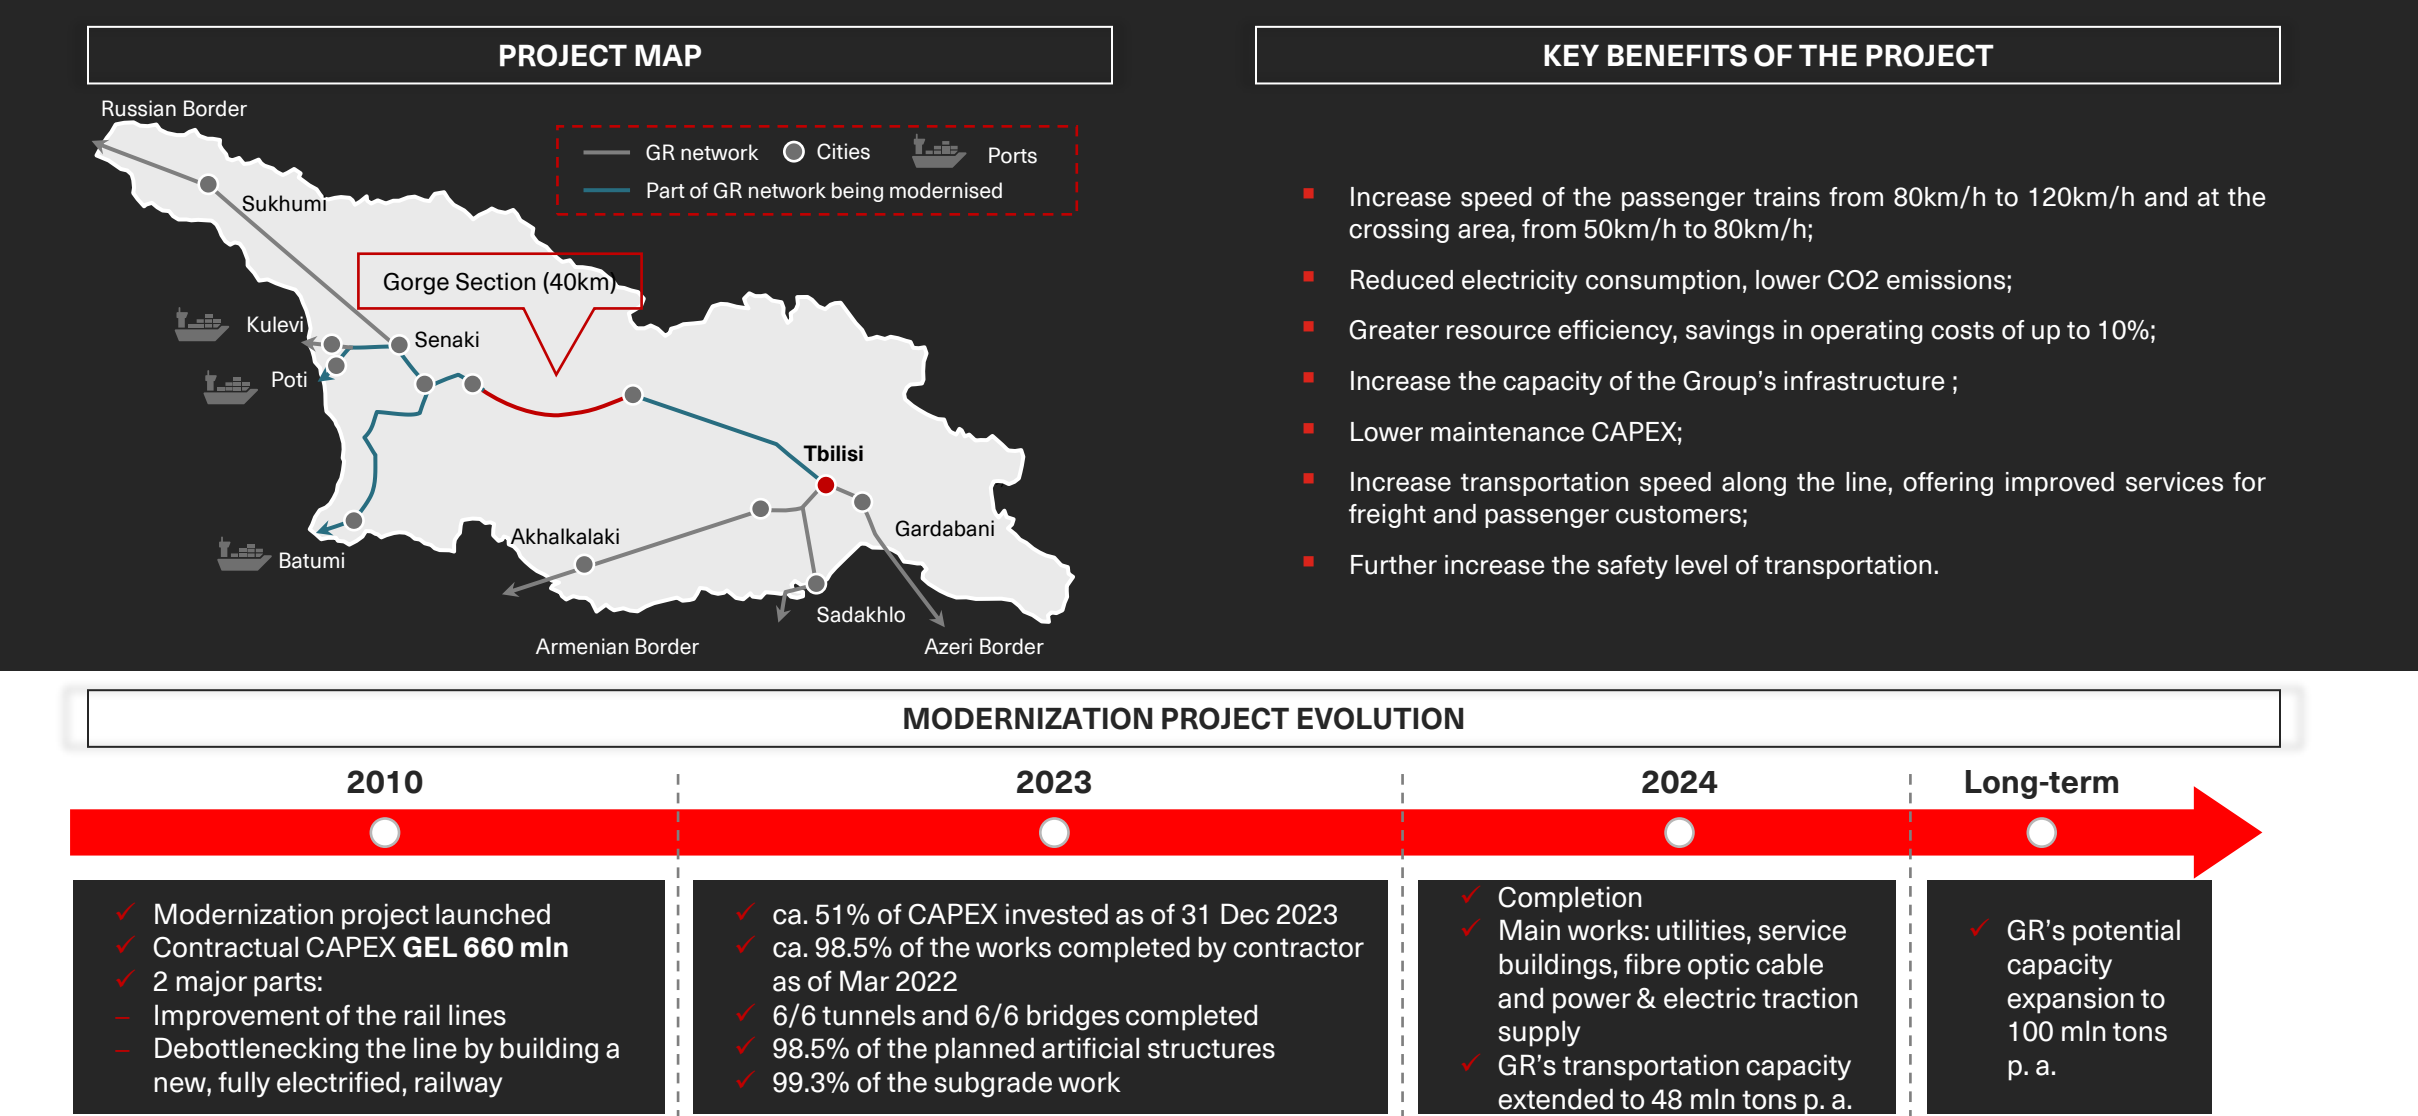 PROJECT MAP
Russian Border
GR network
Cities
Ports
Part of GR network being modernised
Sukhumi
Gorge Section (40km)
Kulevi
Senaki
Poti
Tbilisi
Akhalkalaki
Gardabani
Batumi
Sadakhlo
Armenian Border
Azeri Border
KEY BENEFITS OF THE PROJECT
Increase speed of the passenger trains from 80km/h to 120km/h and at the
crossing area, from 50km/h to 80km/h;
Reduced electricity consumption, lower CO2 emissions;
Greater resource efficiency, savings in operating costs of up to 10%;
Increase the capacity of the Group's infrastructure ;
Lower maintenance CAPEX;
Increase transportation speed along the line, offering improved services for
freight and passenger customers;
Further increase the safety level of transportation.
MODERNIZATION PROJECT EVOLUTION
2010
✓ Modernization project launched
✓ Contractual CAPEX GEL 660 mln
✓ 2 major parts:
– Improvement of the rail lines
– Debottlenecking the line by building a
new, fully electrified, railway
2023
✓ ca. 51% of CAPEX invested as of 31 Dec 2023
✓ ca. 98.5% of the works completed by contractor
as of Mar 2022
✓ 6/6 tunnels and 6/6 bridges completed
✓ 98.5% of the planned artificial structures
✓ 99.3% of the subgrade work
2024
✓ Completion
✓ Main works: utilities, service
buildings, fibre optic cable
and power & electric traction
supply
✓ GR's transportation capacity
extended to 48 mln tons p. a.
Long-term
✓ GR's potential
capacity
expansion to
100 mln tons
p. a.